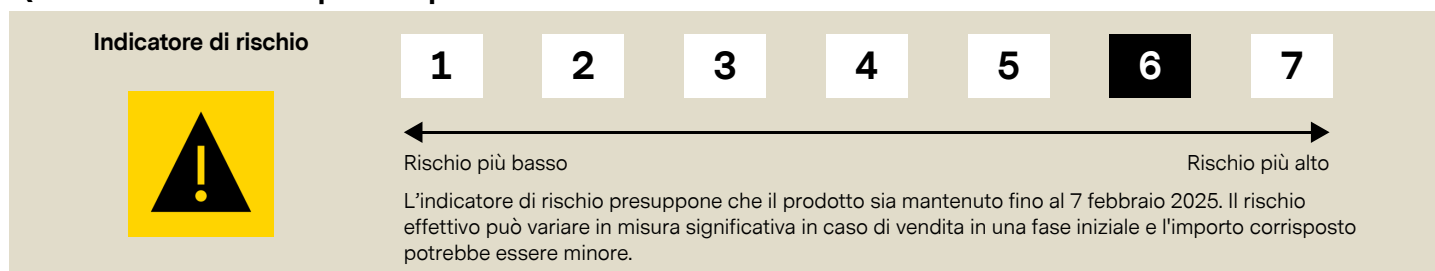 Indicatore di rischio
1 2 3 4 5 6 7
Rischio più basso Rischio più alto
L'indicatore di rischio presuppone che il prodotto sia mantenuto fino al 7 febbraio 2025. Il rischio
effettivo può variare in misura significativa in caso di vendita in una fase iniziale e l'importo corrisposto
potrebbe essere minore.